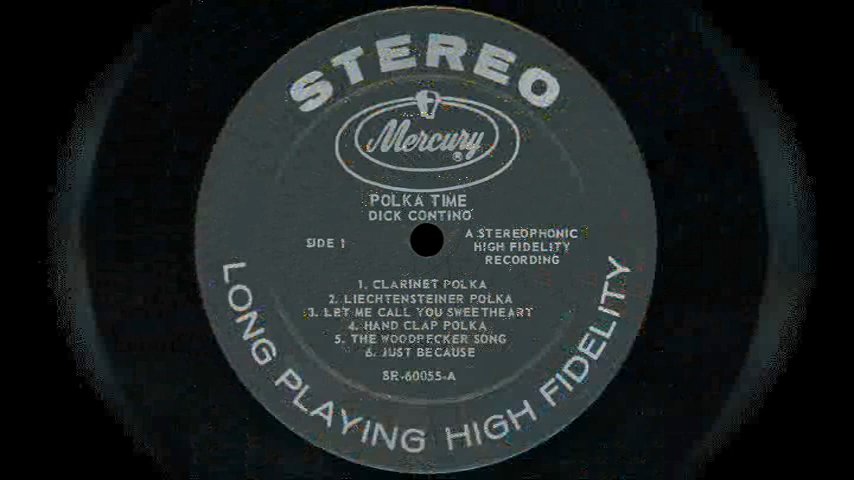 STEREO
Mercury
®
POLKA TIME
DICK CONTINO
SIDE 1
A STEREOPHONIC
HIGH FIDELITY
RECORDING
1. CLARINET POLKA
2. LIECHTENSTEINER POLKA
3. LET ME CALL YOU SWEETHEART
4. HAND CLAP POLKA
5. THE WOODPECKER SONG
6. JUST BECAUSE
SR-60055-A
LONG PLAYING HIGH FIDELITY